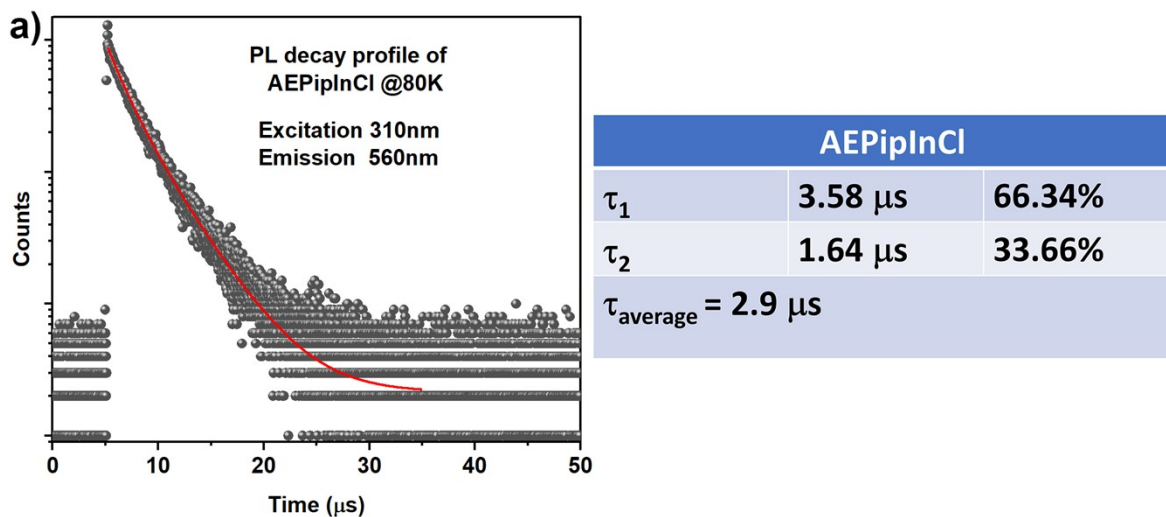 a)
PL decay profile of
AEPipInCl @80K
Excitation 310nm
Emission 560nm
Counts
0 10 20 30 40 50
Time (μs)
AEPipInCl
τ1 3.58 μs 66.34%
τ2 1.64 μs 33.66%
τaverage = 2.9 μs